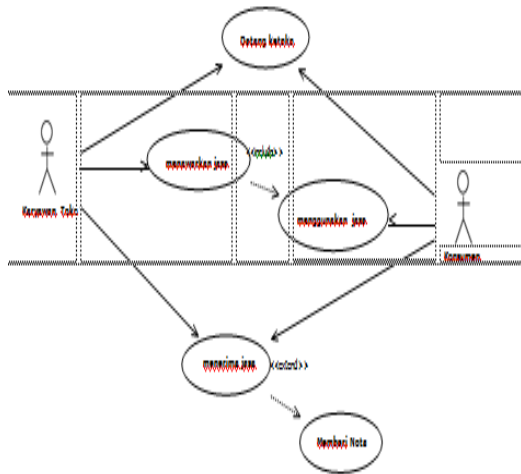 Datang ketoko
menawarkan jasa
<<include>>
Karyawan Toko
menggunakan jasa
Konsumen
menerima jasa
<<extend>>
Memberi Nota